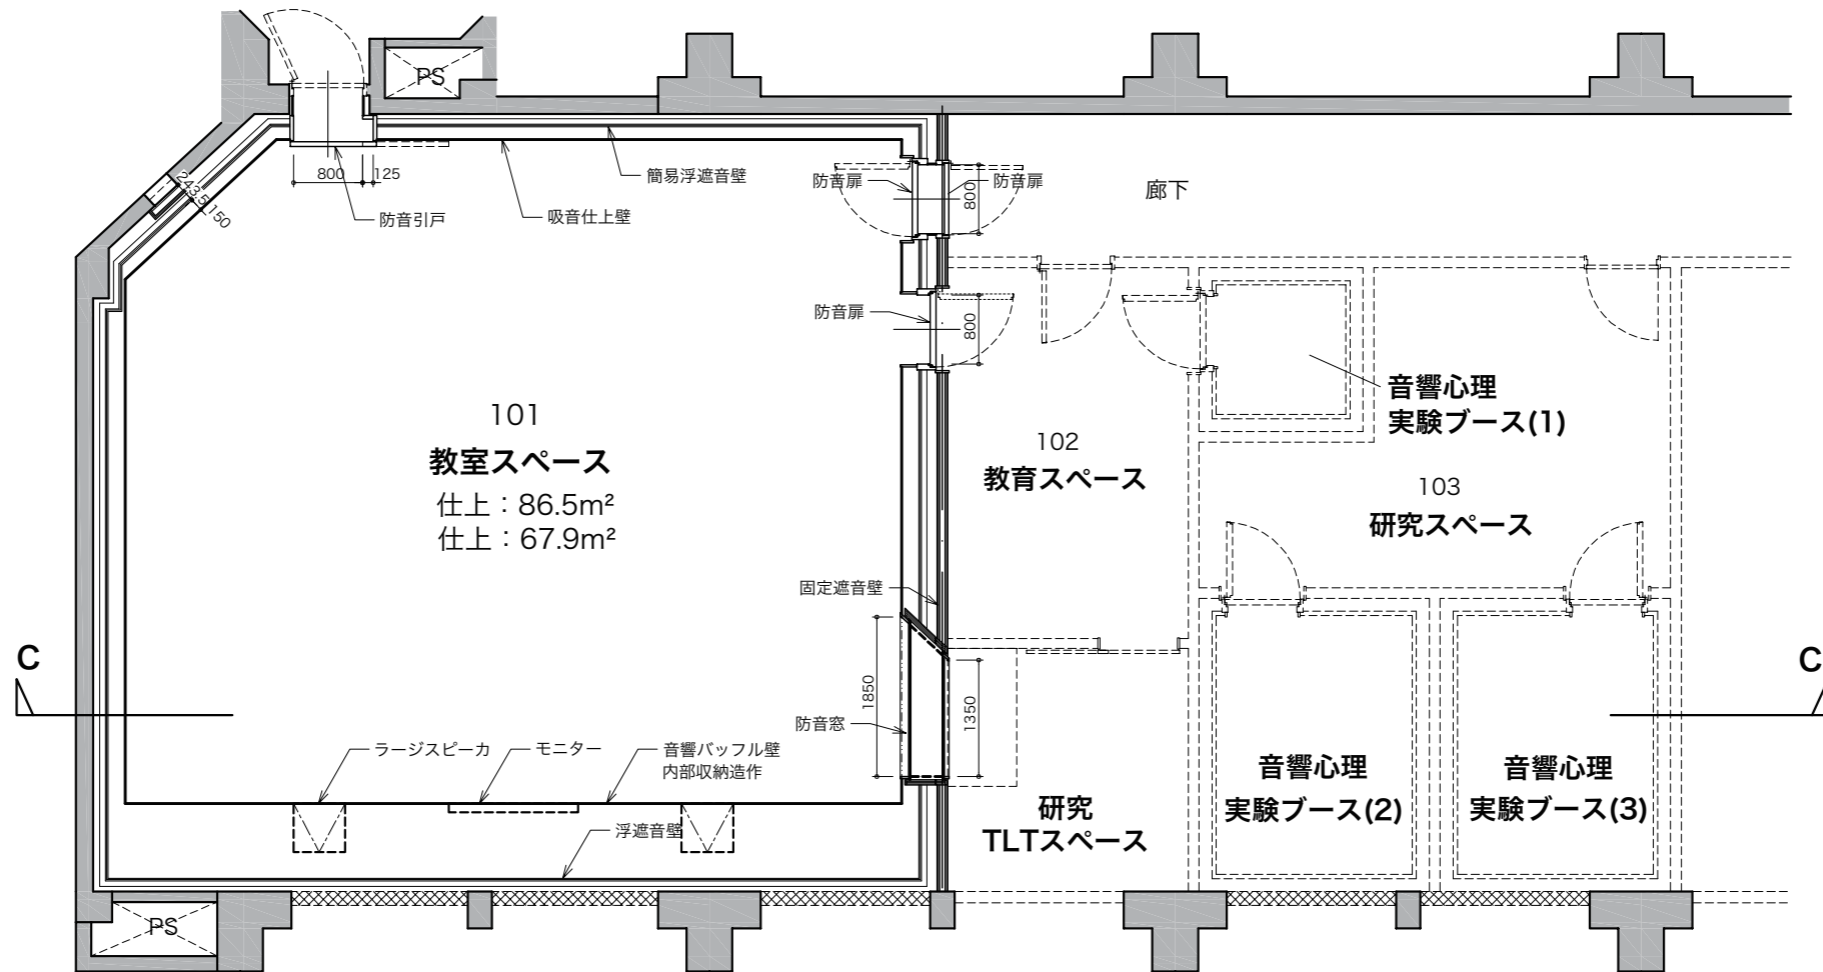 PS
800
125
243.5
150
防音引戸
吸音仕上壁
簡易浮遮音壁
防音扉
防音扉
800
廊下
防音扉
800
101
教室スペース
仕上：86.5m²
仕上：67.9m²
102
教育スペース
音響心理
実験ブース(1)
103
研究スペース
固定遮音壁
C
C
1850
1350
防音窓
ラージスピーカ
モニター
音響バッフル壁
内部収納造作
浮遮音壁
研究
TLTスペース
音響心理
実験ブース(2)
音響心理
実験ブース(3)
PS